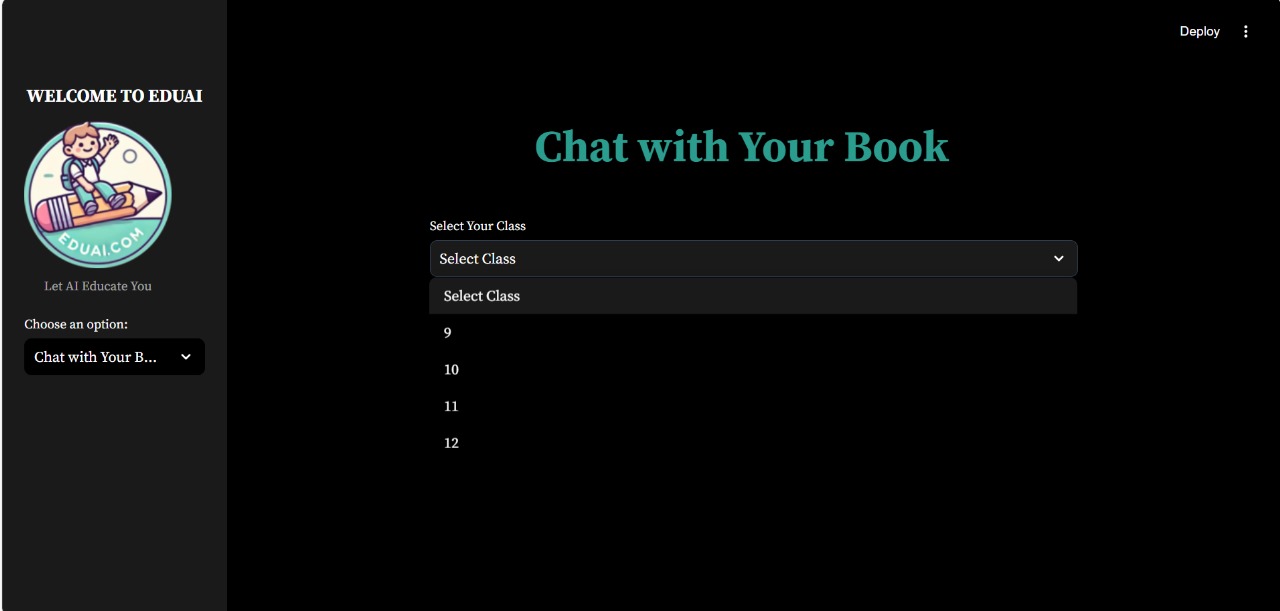 Deploy
WELCOME TO EDUAI
EDUAI.COM
Let AI Educate You
Choose an option:
Chat with Your B...
Chat with Your Book
Select Your Class
Select Class
Select Class
9
10
11
12